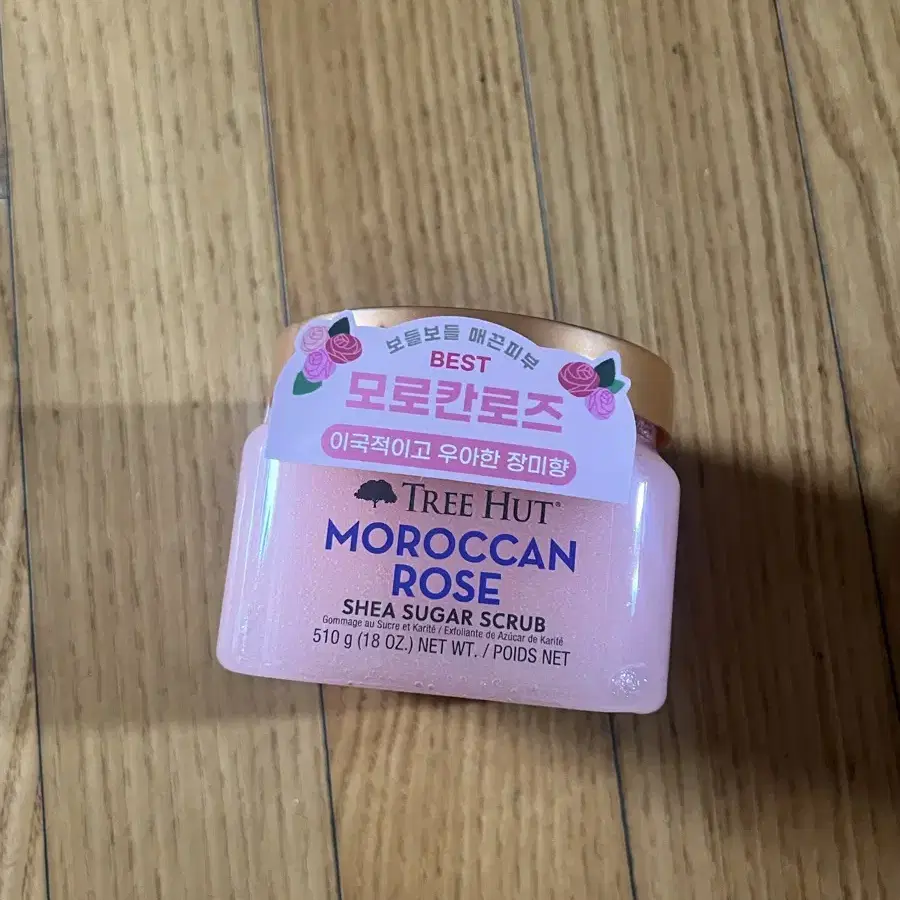 보들보들 매끈피부
BEST
모로칸로즈
이국적이고 우아한 장미향
TREE HUT®
MOROCCAN
ROSE
SHEA SUGAR SCRUB
Gommage au Sucre et Karité / Exfoliante de Azúcar de Karité
510 g (18 OZ.) NET WT. / POIDS NET